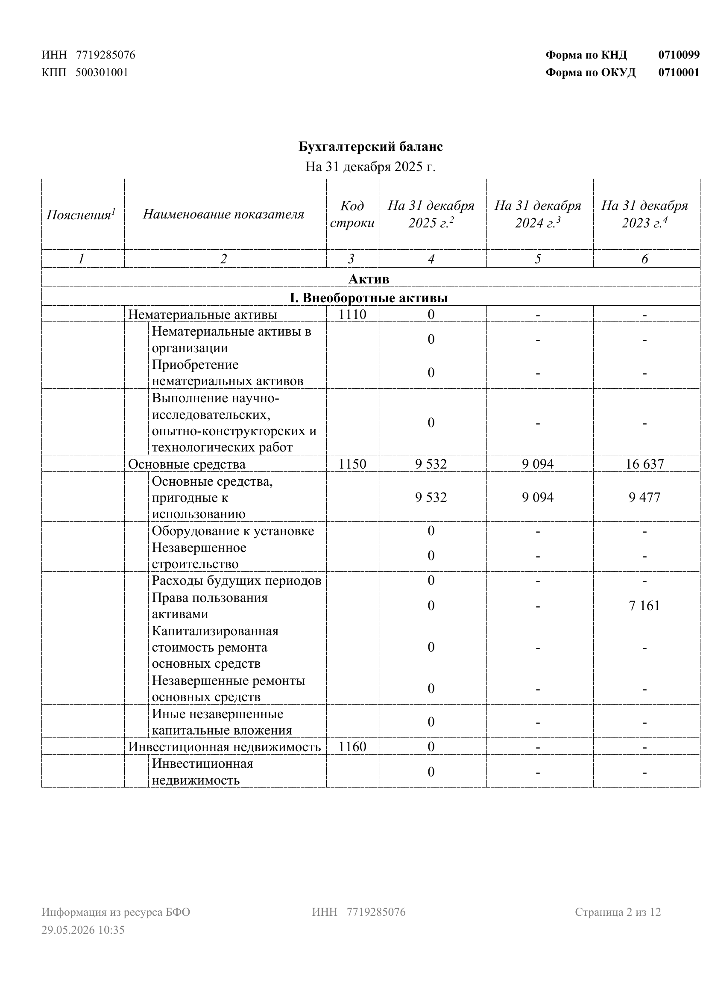 ИНН 7719285076 Форма по КНД 0710099
КПП 500301001 Форма по ОКУД 0710001
Бухгалтерский баланс
На 31 декабря 2025 г.
Пояснения1 Наименование показателя Код строки На 31 декабря 2025 г.2 На 31 декабря 2024 г.3 На 31 декабря 2023 г.4
1 2 3 4 5 6
Актив
I. Внеоборотные активы
Нематериальные активы 1110 0 - -
Нематериальные активы в
организации 0 - -
Приобретение
нематериальных активов 0 - -
Выполнение научно-
исследовательских,
опытно-конструкторских и
технологических работ 0 - -
Основные средства 1150 9 532 9 094 16 637
Основные средства,
пригодные к
использованию 9 532 9 094 9 477
Оборудование к установке 0 - -
Незавершенное
строительство 0 - -
Расходы будущих периодов 0 - -
Права пользования
активами 0 - 7 161
Капитализированная
стоимость ремонта
основных средств 0 - -
Незавершенные ремонты
основных средств 0 - -
Иные незавершенные
капитальные вложения 0 - -
Инвестиционная недвижимость 1160 0 - -
Инвестиционная
недвижимость 0 - -
Информация из ресурса БФО ИНН 7719285076 Страница 2 из 12
29.05.2026 10:35